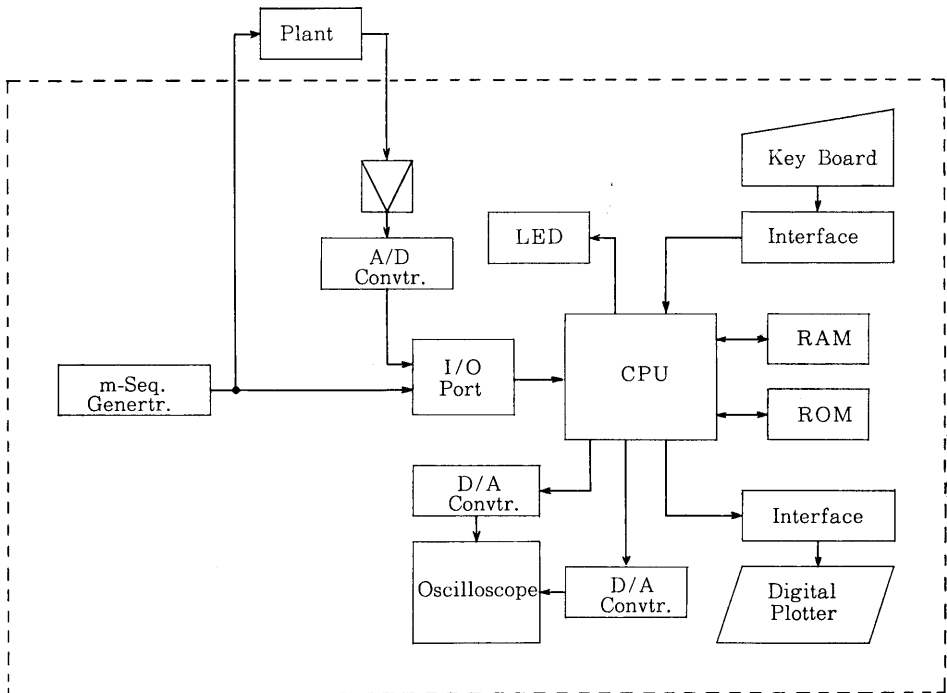 Plant
Key Board
LED
Interface
A/D
Convtr.
I/O
Port
CPU
RAM
m-Seq.
Genertr.
ROM
D/A
Convtr.
Interface
Oscilloscope
D/A
Convtr.
Digital
Plotter